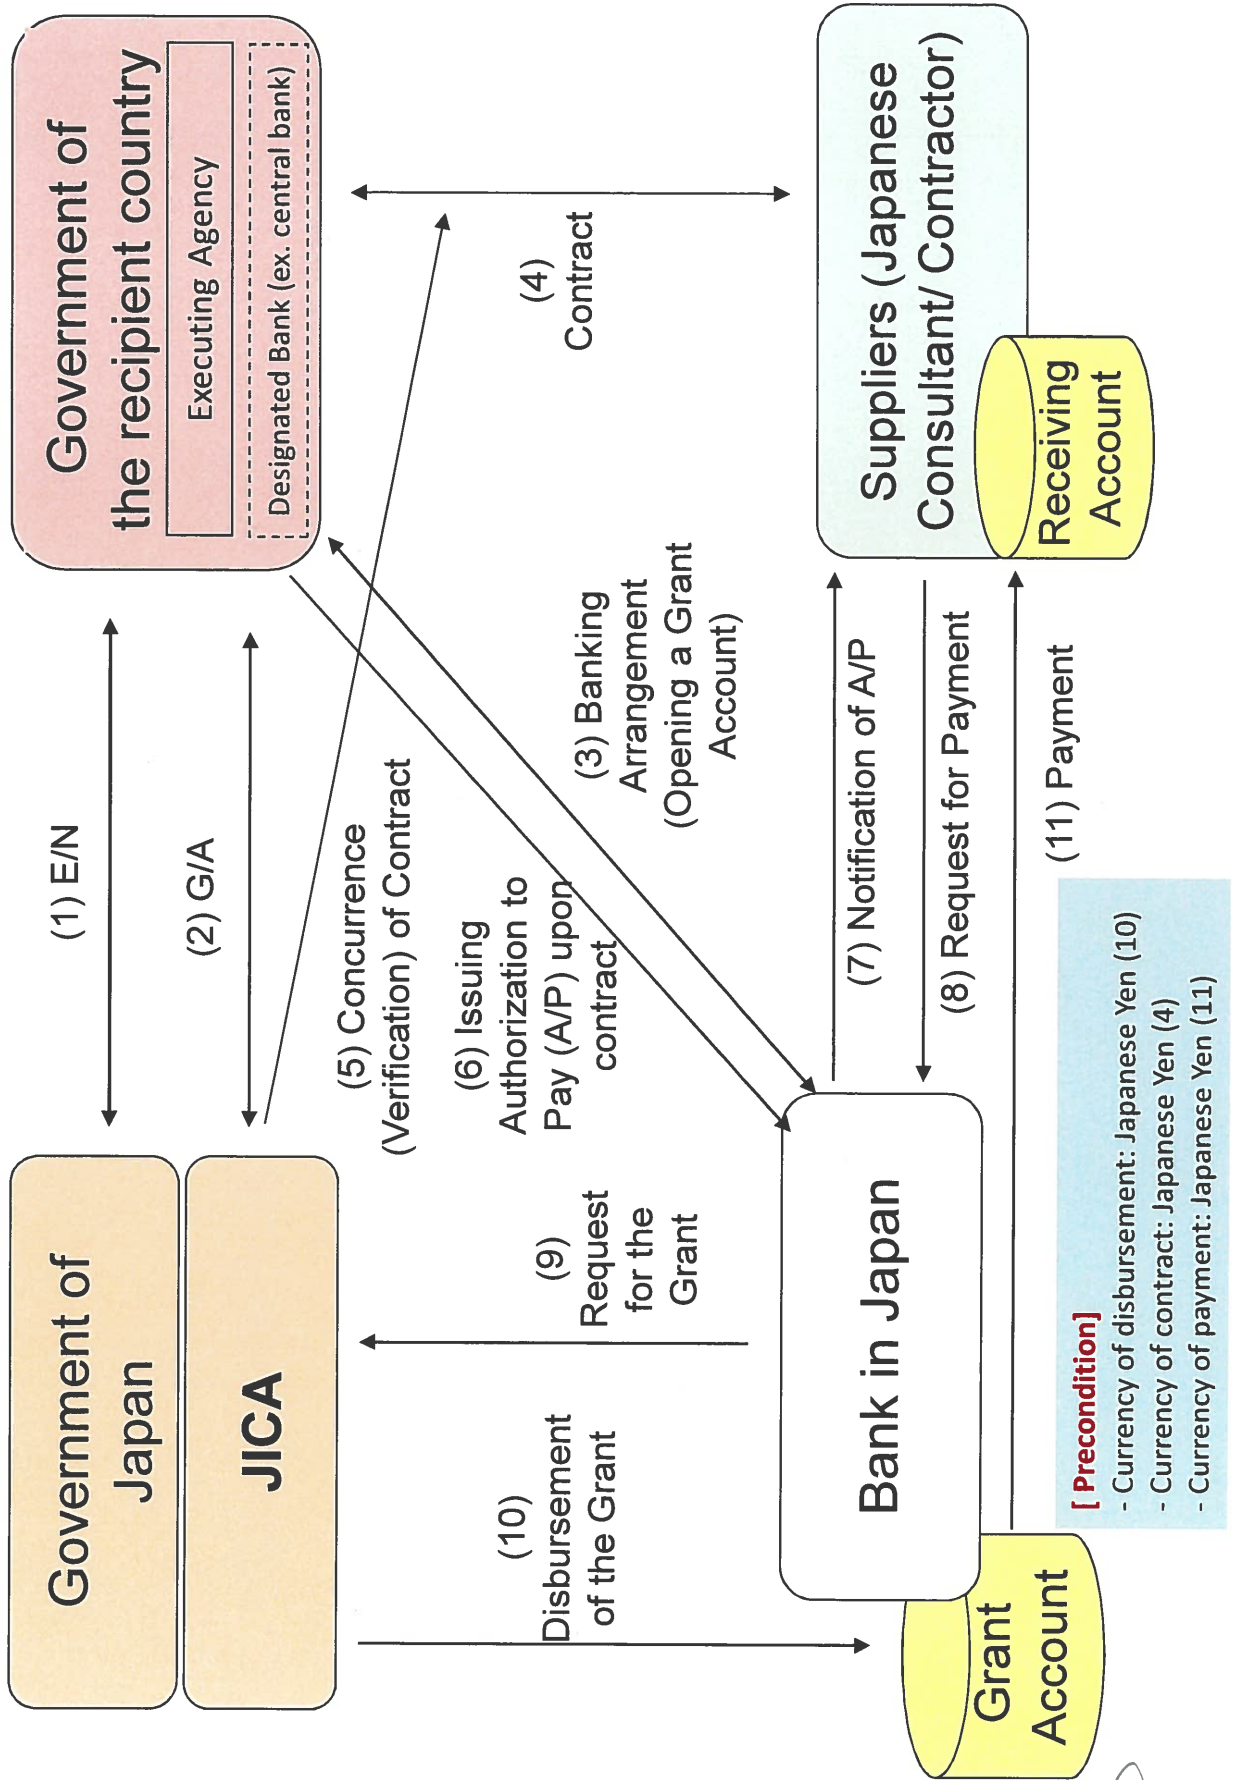 Government of
Japan
JICA
(1) E/N
(2) G/A
Government of
the recipient country
Executing Agency
Designated Bank (ex. central bank)
(5) Concurrence
(Verification) of Contract
(6) Issuing
Authorization to
Pay (A/P) upon
contract
(3) Banking
Arrangement
(Opening a Grant
Account)
(4)
Contract
(9)
Request
for the
Grant
(10)
Disbursement
of the Grant
Bank in Japan
Grant
Account
(7) Notification of A/P
(8) Request for Payment
(11) Payment
Suppliers (Japanese
Consultant/ Contractor)
Receiving
Account
[ Precondition]
- Currency of disbursement: Japanese Yen (10)
- Currency of contract: Japanese Yen (4)
- Currency of payment: Japanese Yen (11)